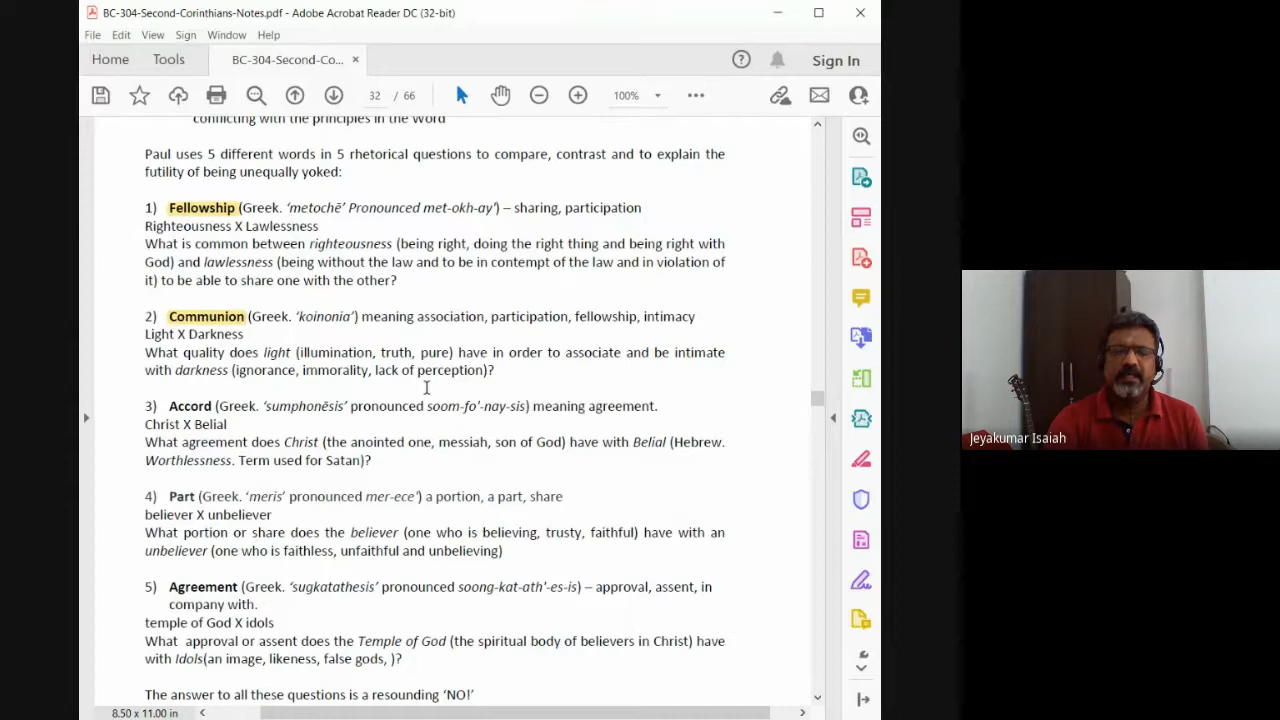 BC-304-Second-Corinthians-Notes.pdf - Adobe Acrobat Reader DC (32-bit)
File Edit View Sign Window Help
Home Tools BC-304-Second-Co... × Sign In
32 / 66 100%
conflicting with the principles in the Word
Paul uses 5 different words in 5 rhetorical questions to compare, contrast and to explain the
futility of being unequally yoked:
1) Fellowship (Greek. ‘metochē’ Pronounced met-okh-ay’) – sharing, participation
Righteousness X Lawlessness
What is common between righteousness (being right, doing the right thing and being right with
God) and lawlessness (being without the law and to be in contempt of the law and in violation of
it) to be able to share one with the other?
2) Communion (Greek. ‘koinonia’) meaning association, participation, fellowship, intimacy
Light X Darkness
What quality does light (illumination, truth, pure) have in order to associate and be intimate
with darkness (ignorance, immorality, lack of perception)?
3) Accord (Greek. ‘sumphonēsis’ pronounced soom-fo'-nay-sis) meaning agreement.
Christ X Belial
What agreement does Christ (the anointed one, messiah, son of God) have with Belial (Hebrew.
Worthlessness. Term used for Satan)?
4) Part (Greek. ‘meris’ pronounced mer-ece’) a portion, a part, share
believer X unbeliever
What portion or share does the believer (one who is believing, trusty, faithful) have with an
unbeliever (one who is faithless, unfaithful and unbelieving)
5) Agreement (Greek. ‘sugkatathesis’ pronounced soong-kat-ath'-es-is) – approval, assent, in
company with.
temple of God X idols
What approval or assent does the Temple of God (the spiritual body of believers in Christ) have
with Idols(an image, likeness, false gods, )?
The answer to all these questions is a resounding ‘NO!’
8.50 x 11.00 in
Jeyakumar Isaiah